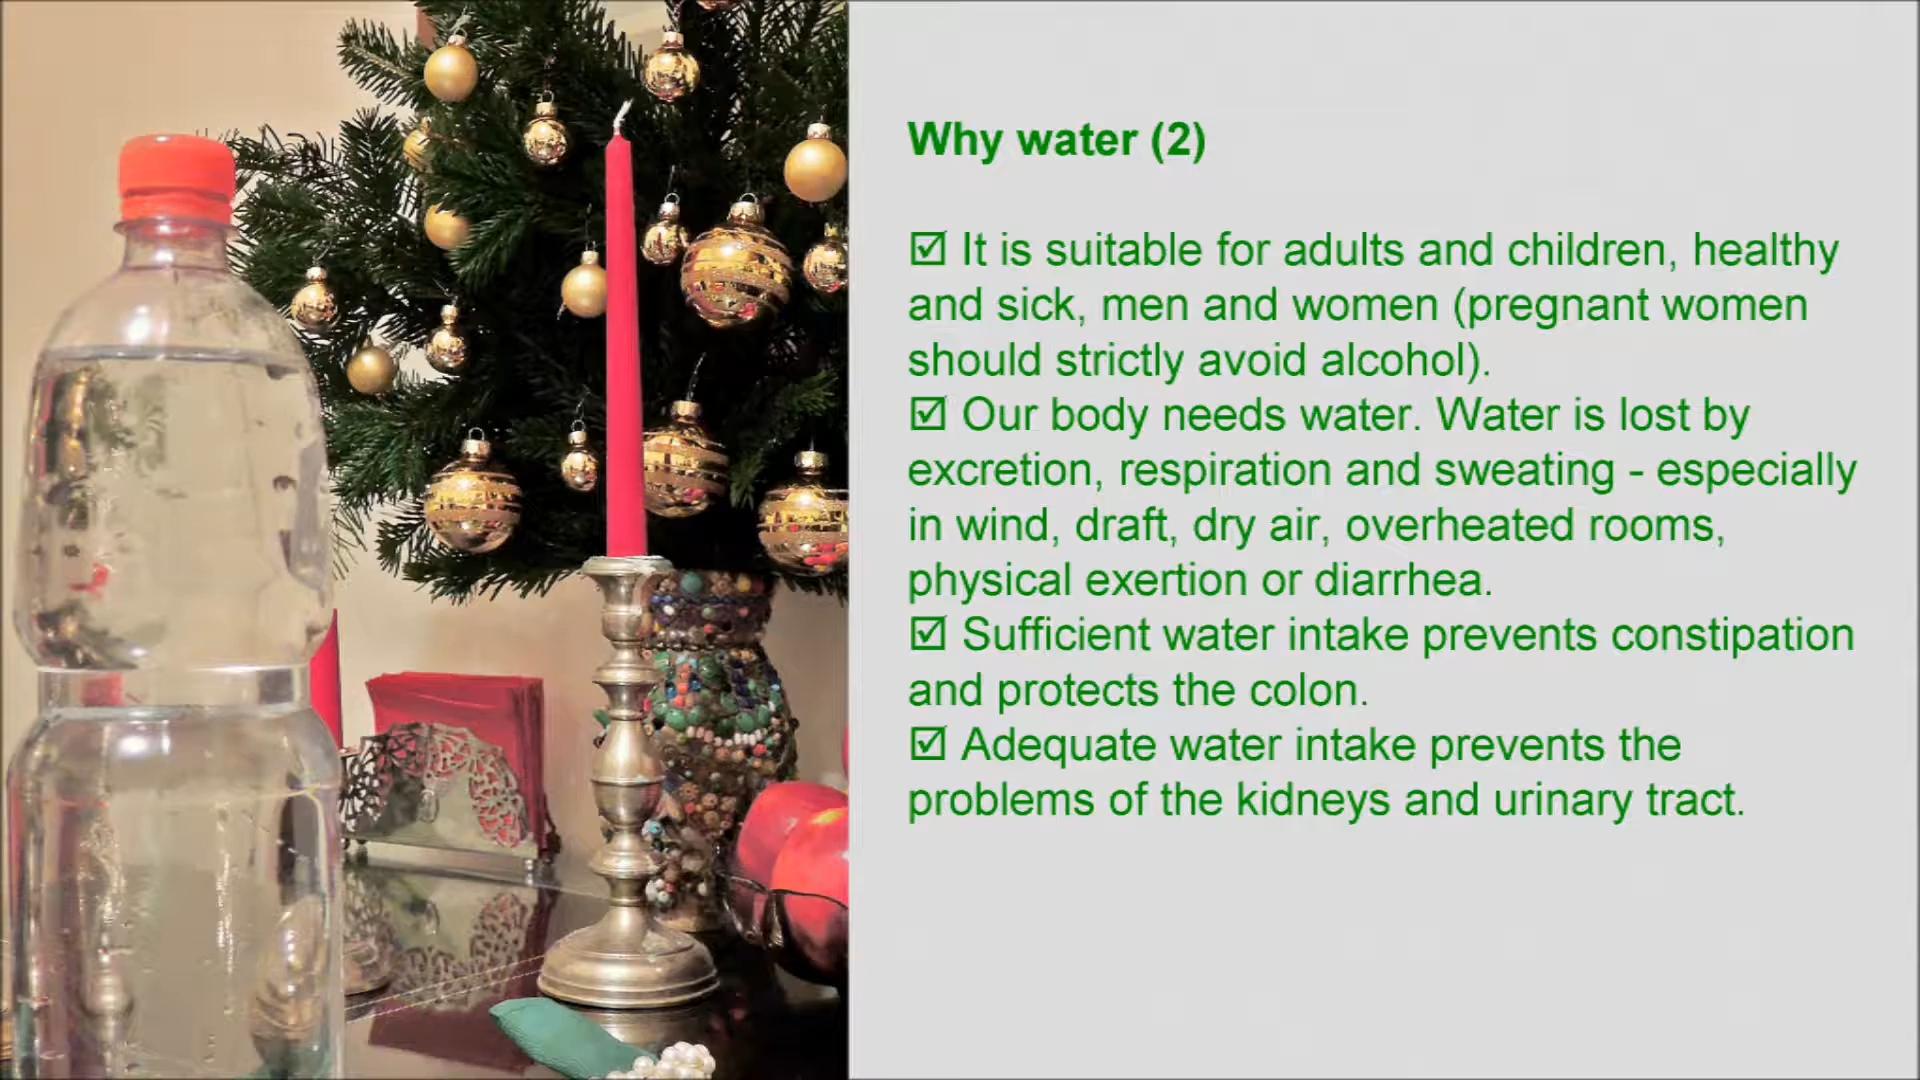 Why water (2)
☑ It is suitable for adults and children, healthy
and sick, men and women (pregnant women
should strictly avoid alcohol).
☑ Our body needs water. Water is lost by
excretion, respiration and sweating - especially
in wind, draft, dry air, overheated rooms,
physical exertion or diarrhea.
☑ Sufficient water intake prevents constipation
and protects the colon.
☑ Adequate water intake prevents the
problems of the kidneys and urinary tract.